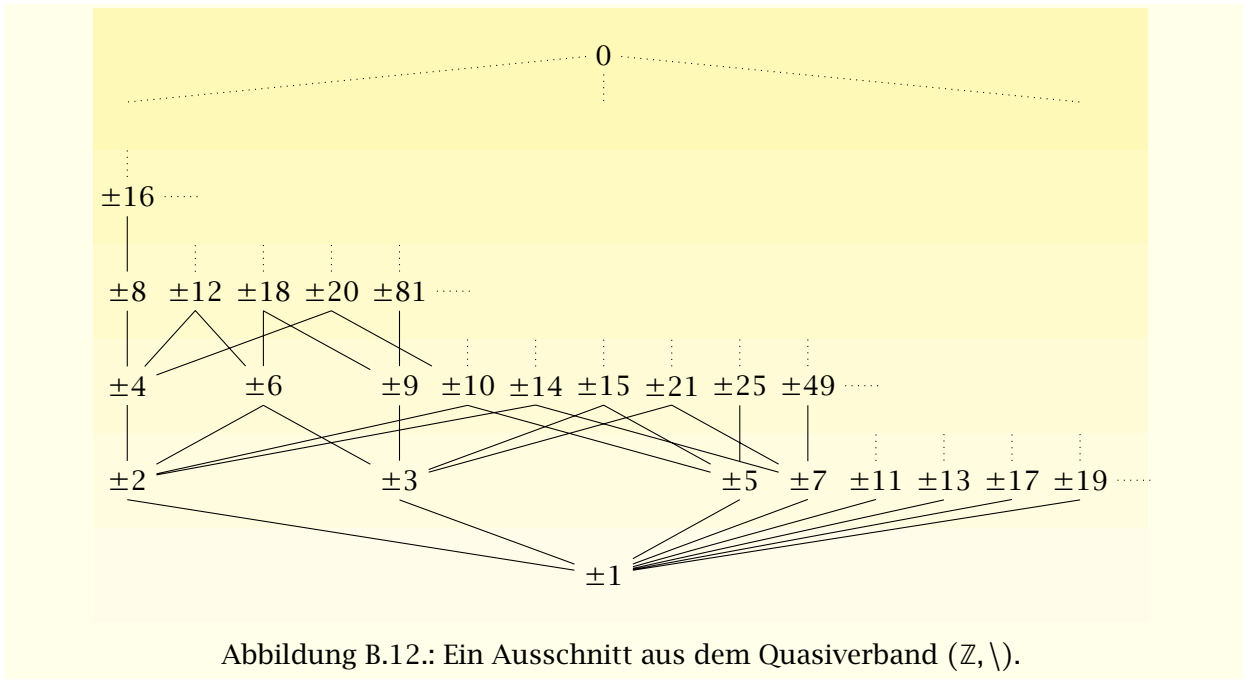 0
±16
±8 ±12 ±18 ±20 ±81
±4 ±6 ±9 ±10 ±14 ±15 ±21 ±25 ±49
±2 ±3 ±5 ±7 ±11 ±13 ±17 ±19
±1
Abbildung B.12.: Ein Ausschnitt aus dem Quasiverband (ℤ,\).